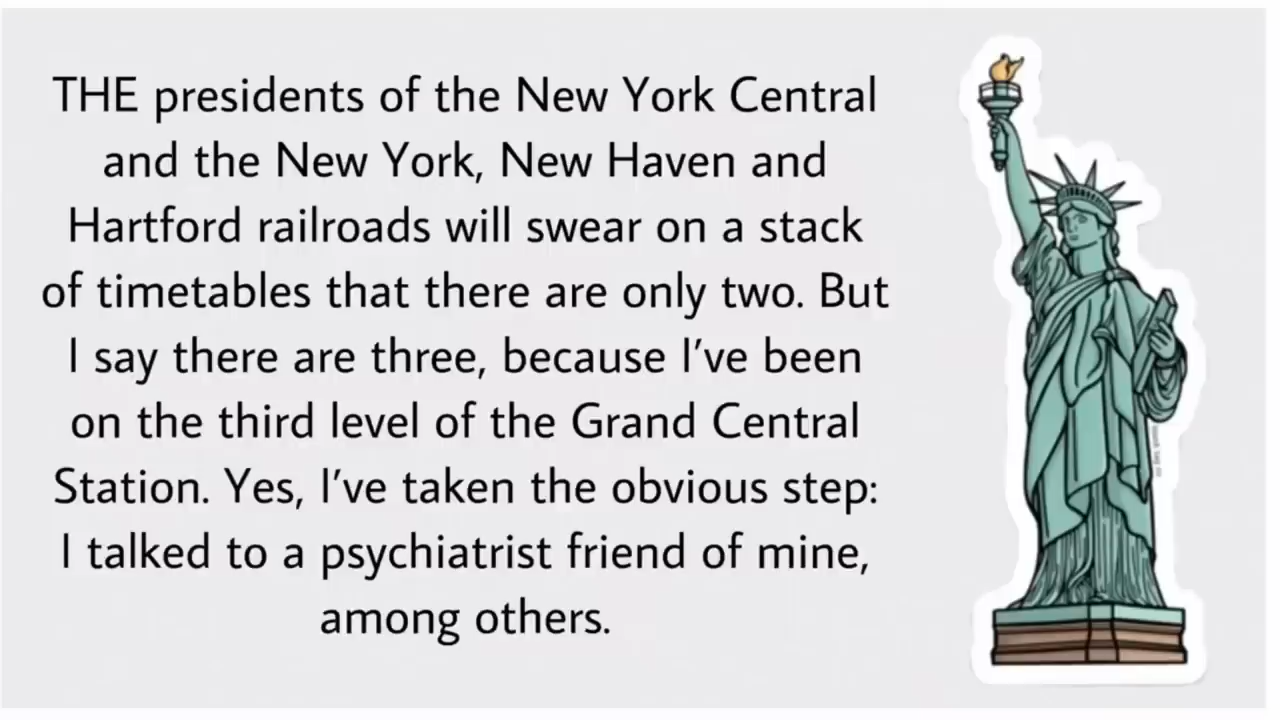 THE presidents of the New York Central
and the New York, New Haven and
Hartford railroads will swear on a stack
of timetables that there are only two. But
I say there are three, because I’ve been
on the third level of the Grand Central
Station. Yes, I’ve taken the obvious step:
I talked to a psychiatrist friend of mine,
among others.